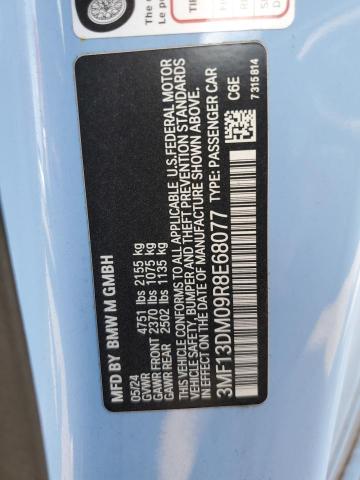 MFD BY BMW M GMBH
05/24
GVWR 4751 lbs 2155 kg
GAWR FRONT 2370 lbs 1075 kg
GAWR REAR 2502 lbs 1135 kg
THIS VEHICLE CONFORMS TO ALL APPLICABLE U.S.FEDERAL MOTOR
VEHICLE SAFETY, BUMPER AND THEFT PREVENTION STANDARDS
IN EFFECT ON THE DATE OF MANUFACTURE SHOWN ABOVE.
3MF13DM09R8E68077 TYPE: PASSENGER CAR
C6E
7315814
The
Le p